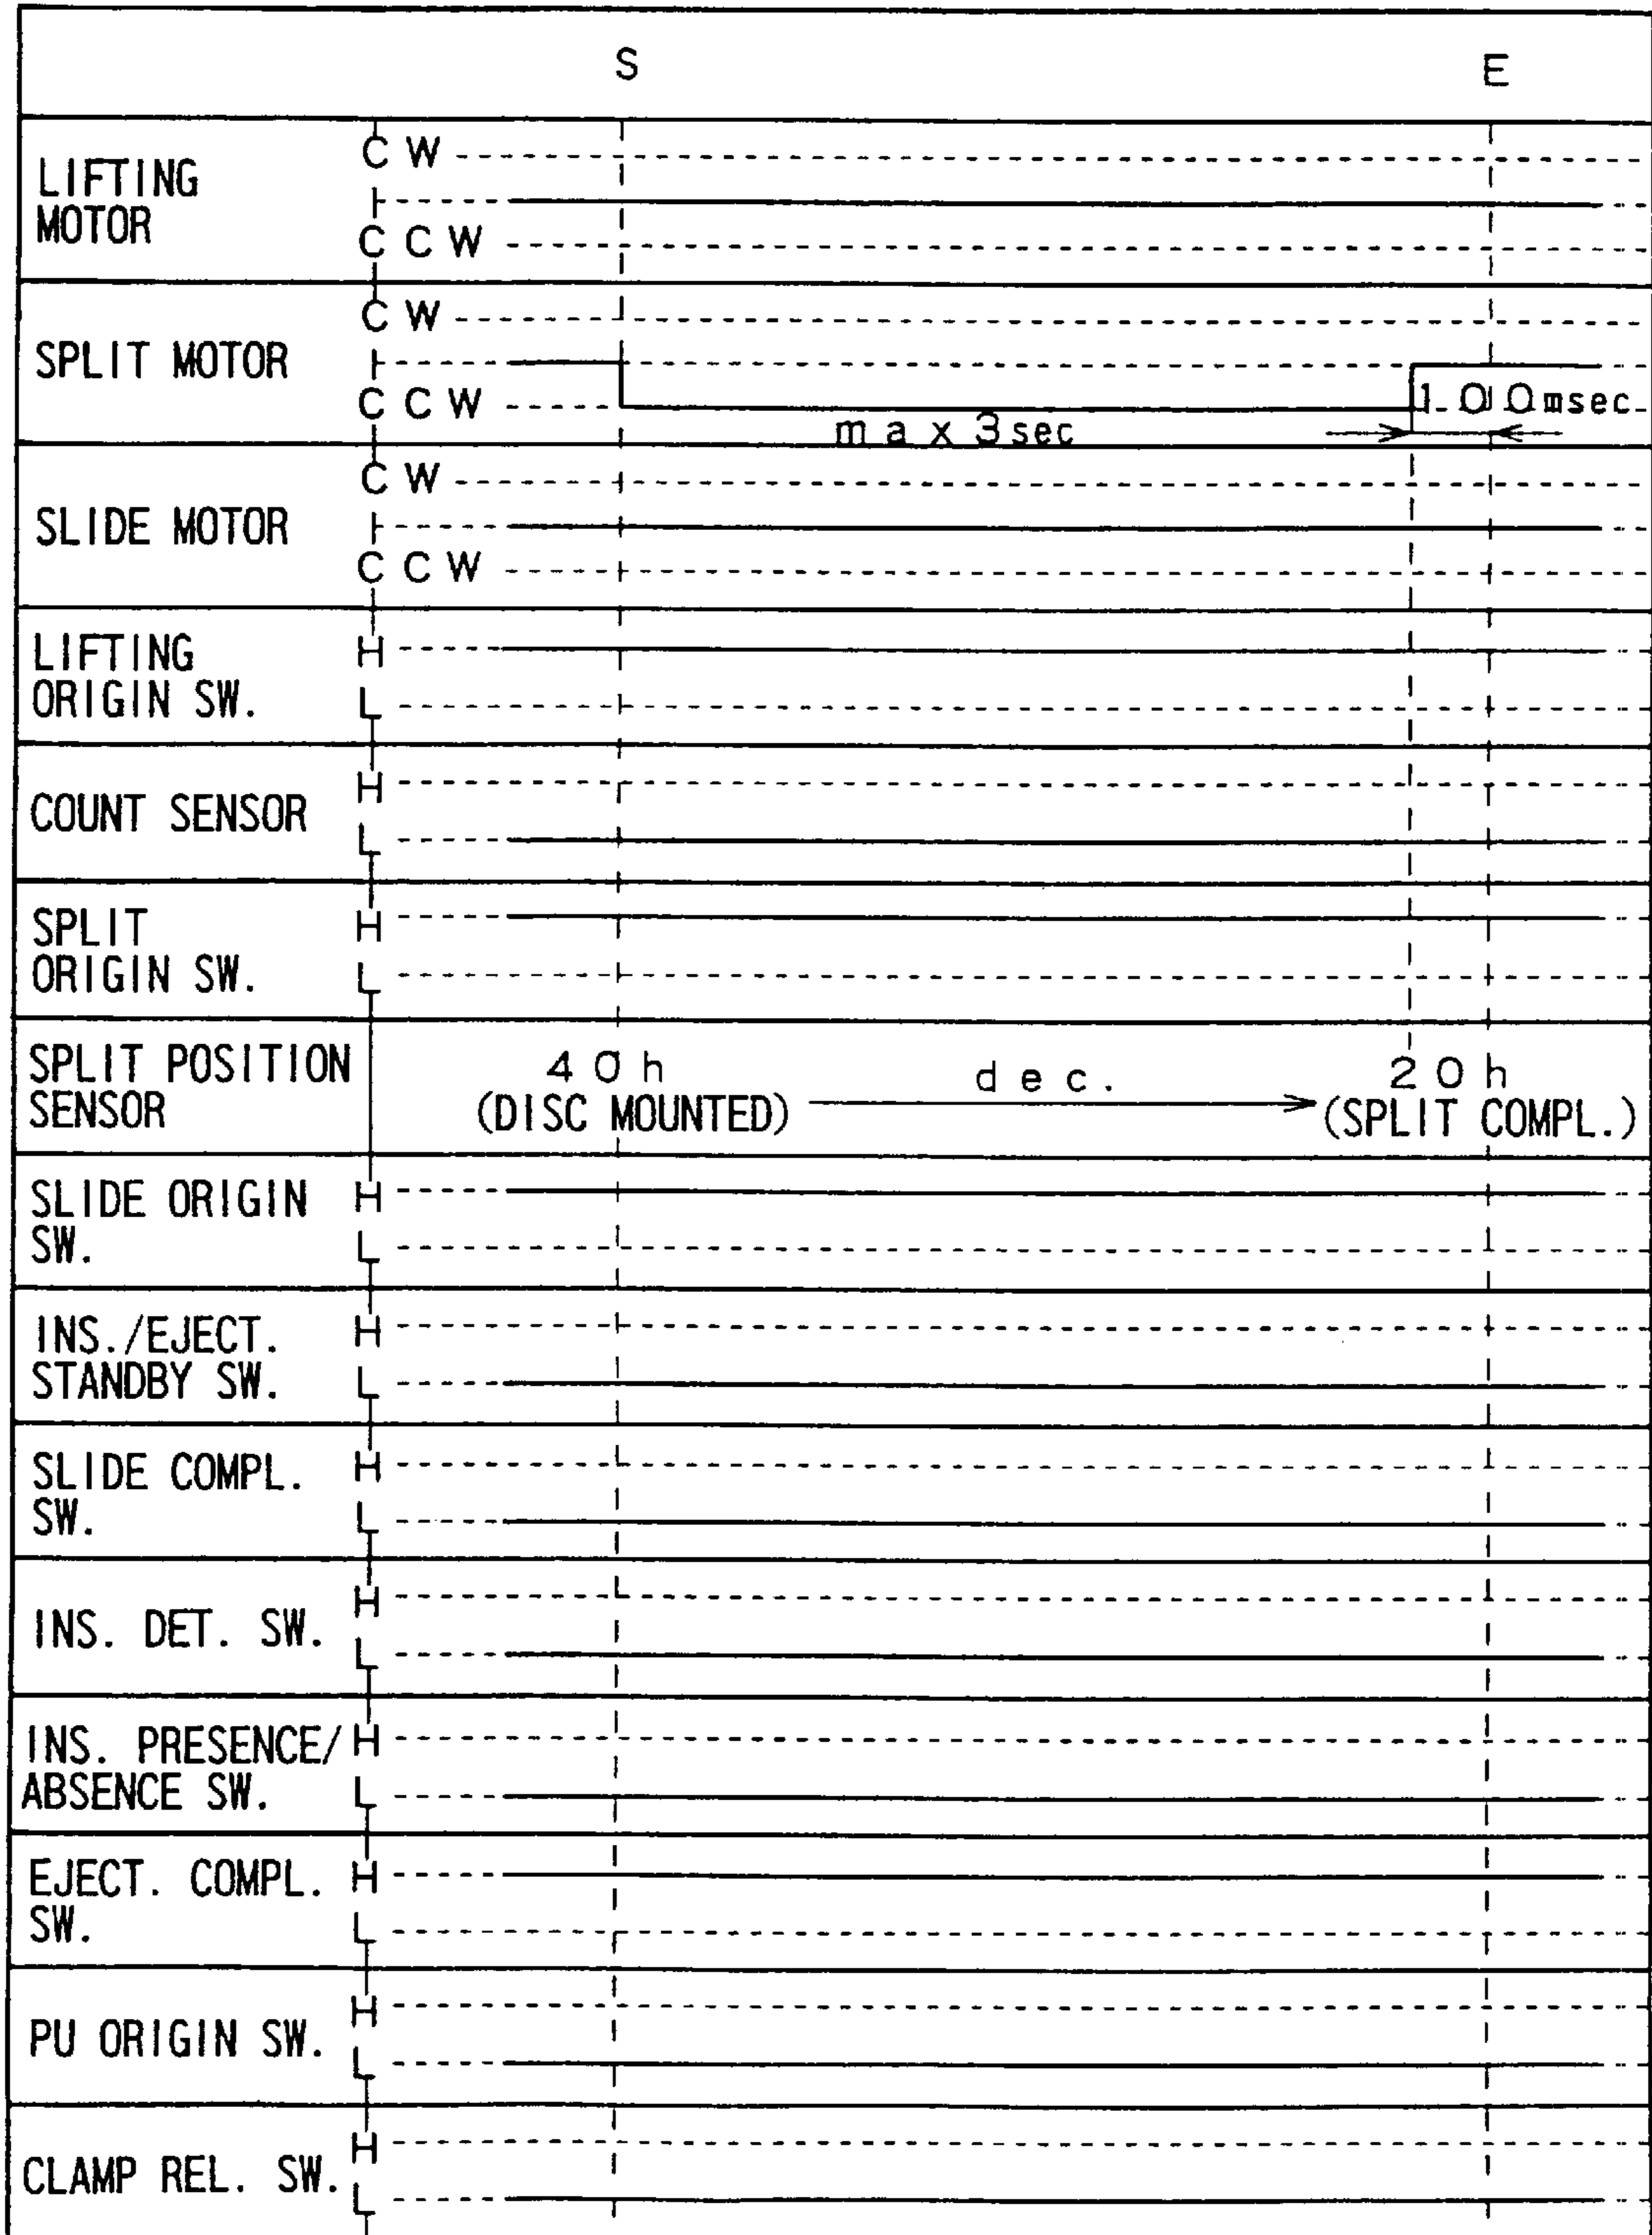 S E
LIFTING
MOTOR
CW
CCW
SPLIT MOTOR
CW
CCW
max 3sec
100msec
SLIDE MOTOR
CW
CCW
LIFTING
ORIGIN SW.
H
L
COUNT SENSOR
H
L
SPLIT
ORIGIN SW.
H
L
SPLIT POSITION
SENSOR
40h
(DISC MOUNTED)
dec.
20h
(SPLIT COMPL.)
SLIDE ORIGIN
SW.
H
L
INS./EJECT.
STANDBY SW.
H
L
SLIDE COMPL.
SW.
H
L
INS. DET. SW.
H
L
INS. PRESENCE/
ABSENCE SW.
H
L
EJECT. COMPL.
SW.
H
L
PU ORIGIN SW.
H
L
CLAMP REL. SW.
H
L